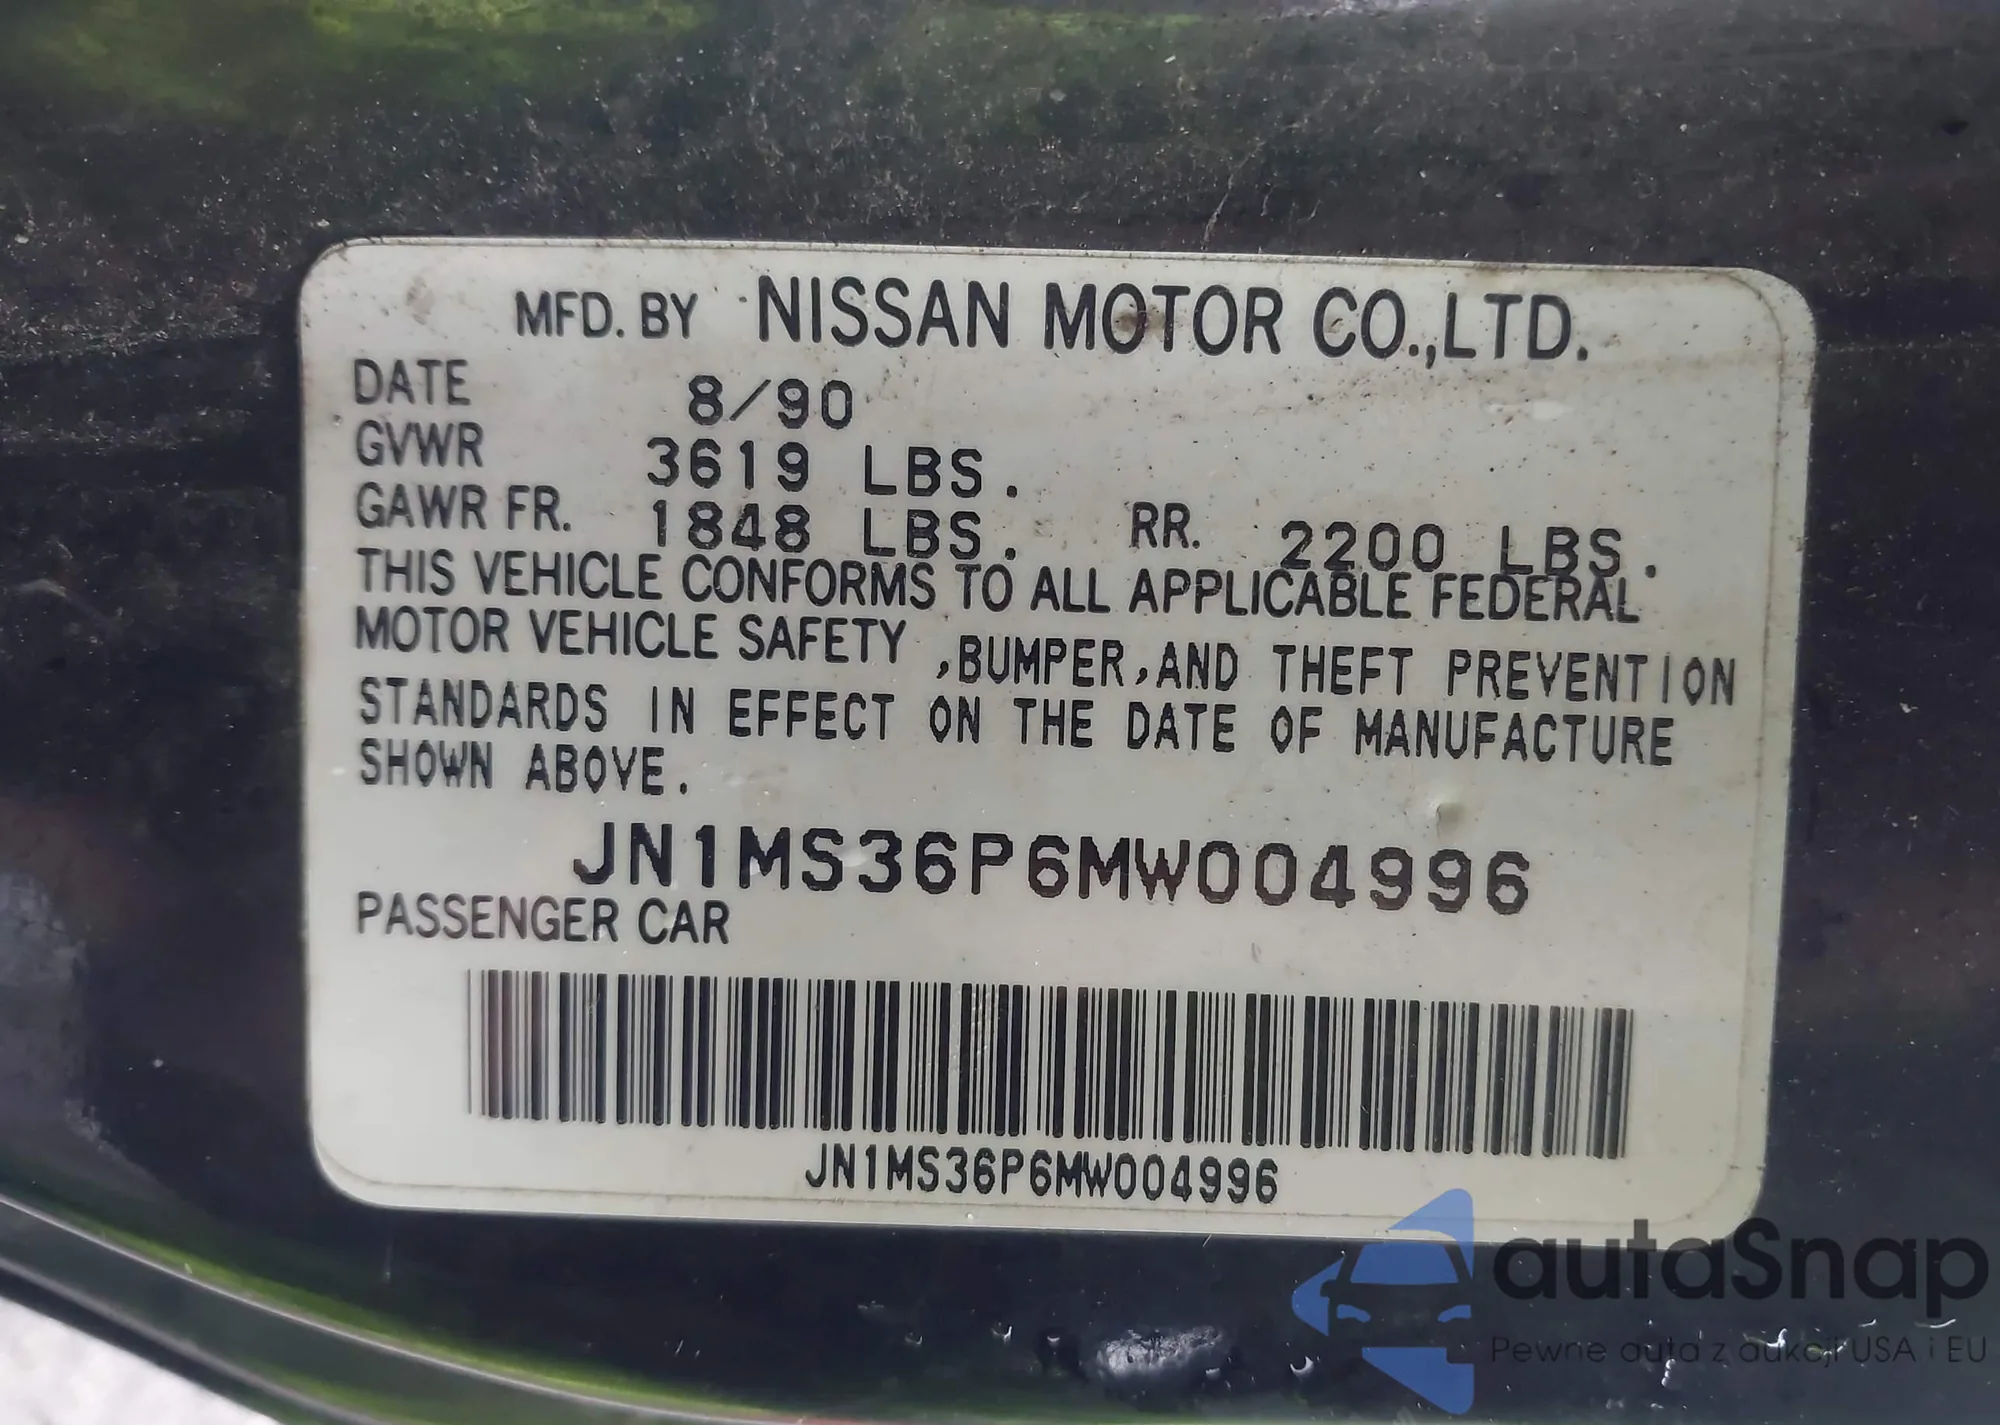 MFD. BY NISSAN MOTOR CO.,LTD.
DATE 8/90
GVWR 3619 LBS.
GAWR FR. 1848 LBS. RR. 2200 LBS.
THIS VEHICLE CONFORMS TO ALL APPLICABLE FEDERAL
MOTOR VEHICLE SAFETY ,BUMPER,AND THEFT PREVENTION
STANDARDS IN EFFECT ON THE DATE OF MANUFACTURE
SHOWN ABOVE.
JN1MS36P6MW004996
PASSENGER CAR
JN1MS36P6MW004996
autaSnap
Pewne auta z aukcji USA i EU